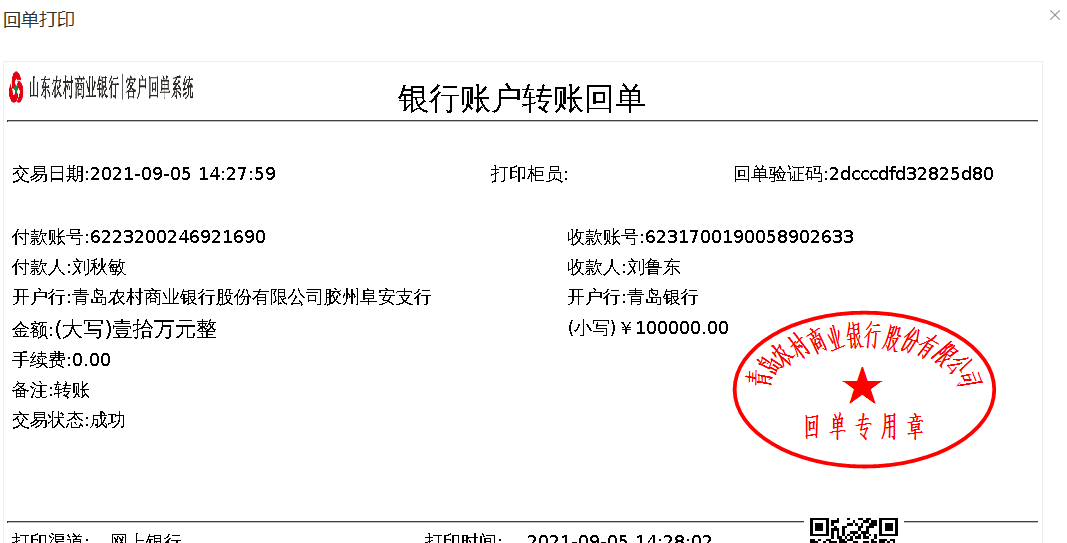 回单打印
山东农村商业银行|客户回单系统
银行账户转账回单
交易日期:2021-09-05 14:27:59 打印柜员: 回单验证码:2dcccdfd32825d80
付款账号:6223200246921690 收款账号:6231700190058902633
付款人:刘秋敏 收款人:刘鲁东
开户行:青岛农村商业银行股份有限公司胶州阜安支行 开户行:青岛银行
金额:(大写)壹拾万元整 (小写)¥100000.00
手续费:0.00
备注:转账
交易状态:成功
青岛农村商业银行股份有限公司
回单专用章
打印渠道: 网上银行 打印时间: 2021-09-05 14:28:02